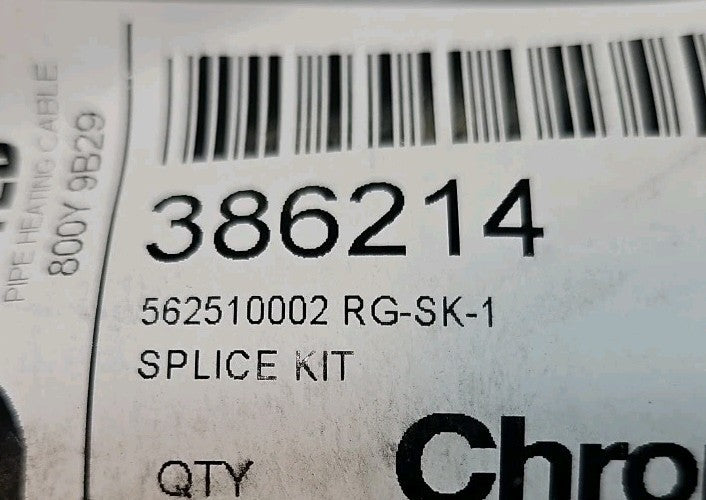 PIPE HEATING CABLE
800Y 9B29
386214
562510002 RG-SK-1
SPLICE KIT
QTY
Chro